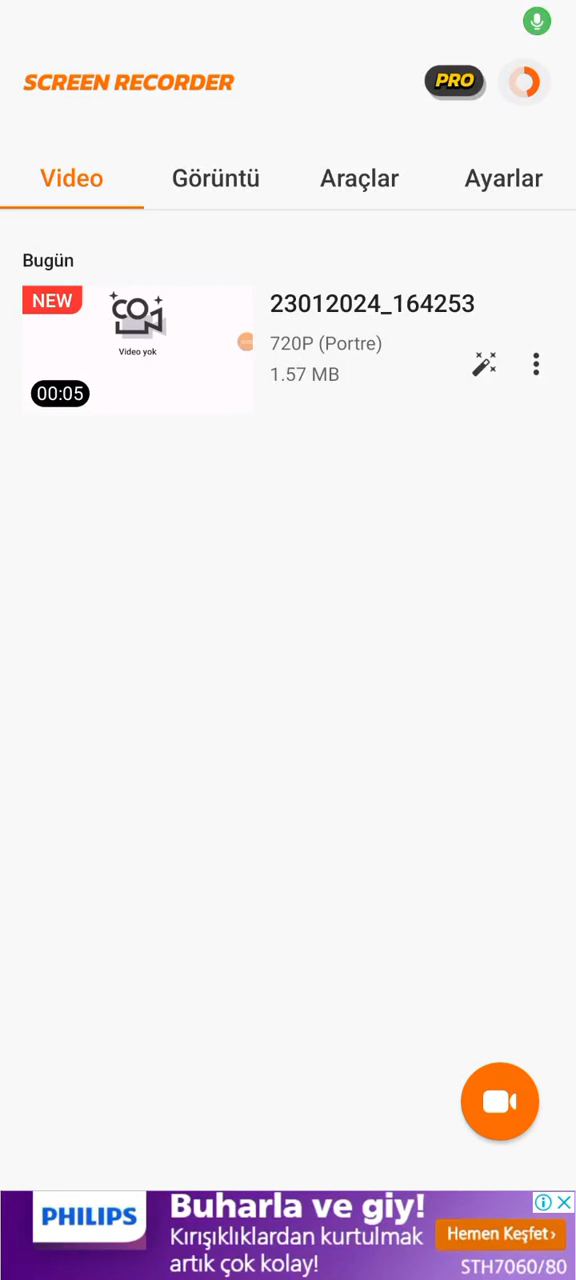 SCREEN RECORDER
PRO
Video
Görüntü
Araçlar
Ayarlar
Bugün
NEW
Video yok
00:05
23012024_164253
720P (Portre)
1.57 MB
PHILIPS
Buharla ve giy!
Kırışıklıklardan kurtulmak
artık çok kolay!
Hemen Keşfet›
STH7060/80